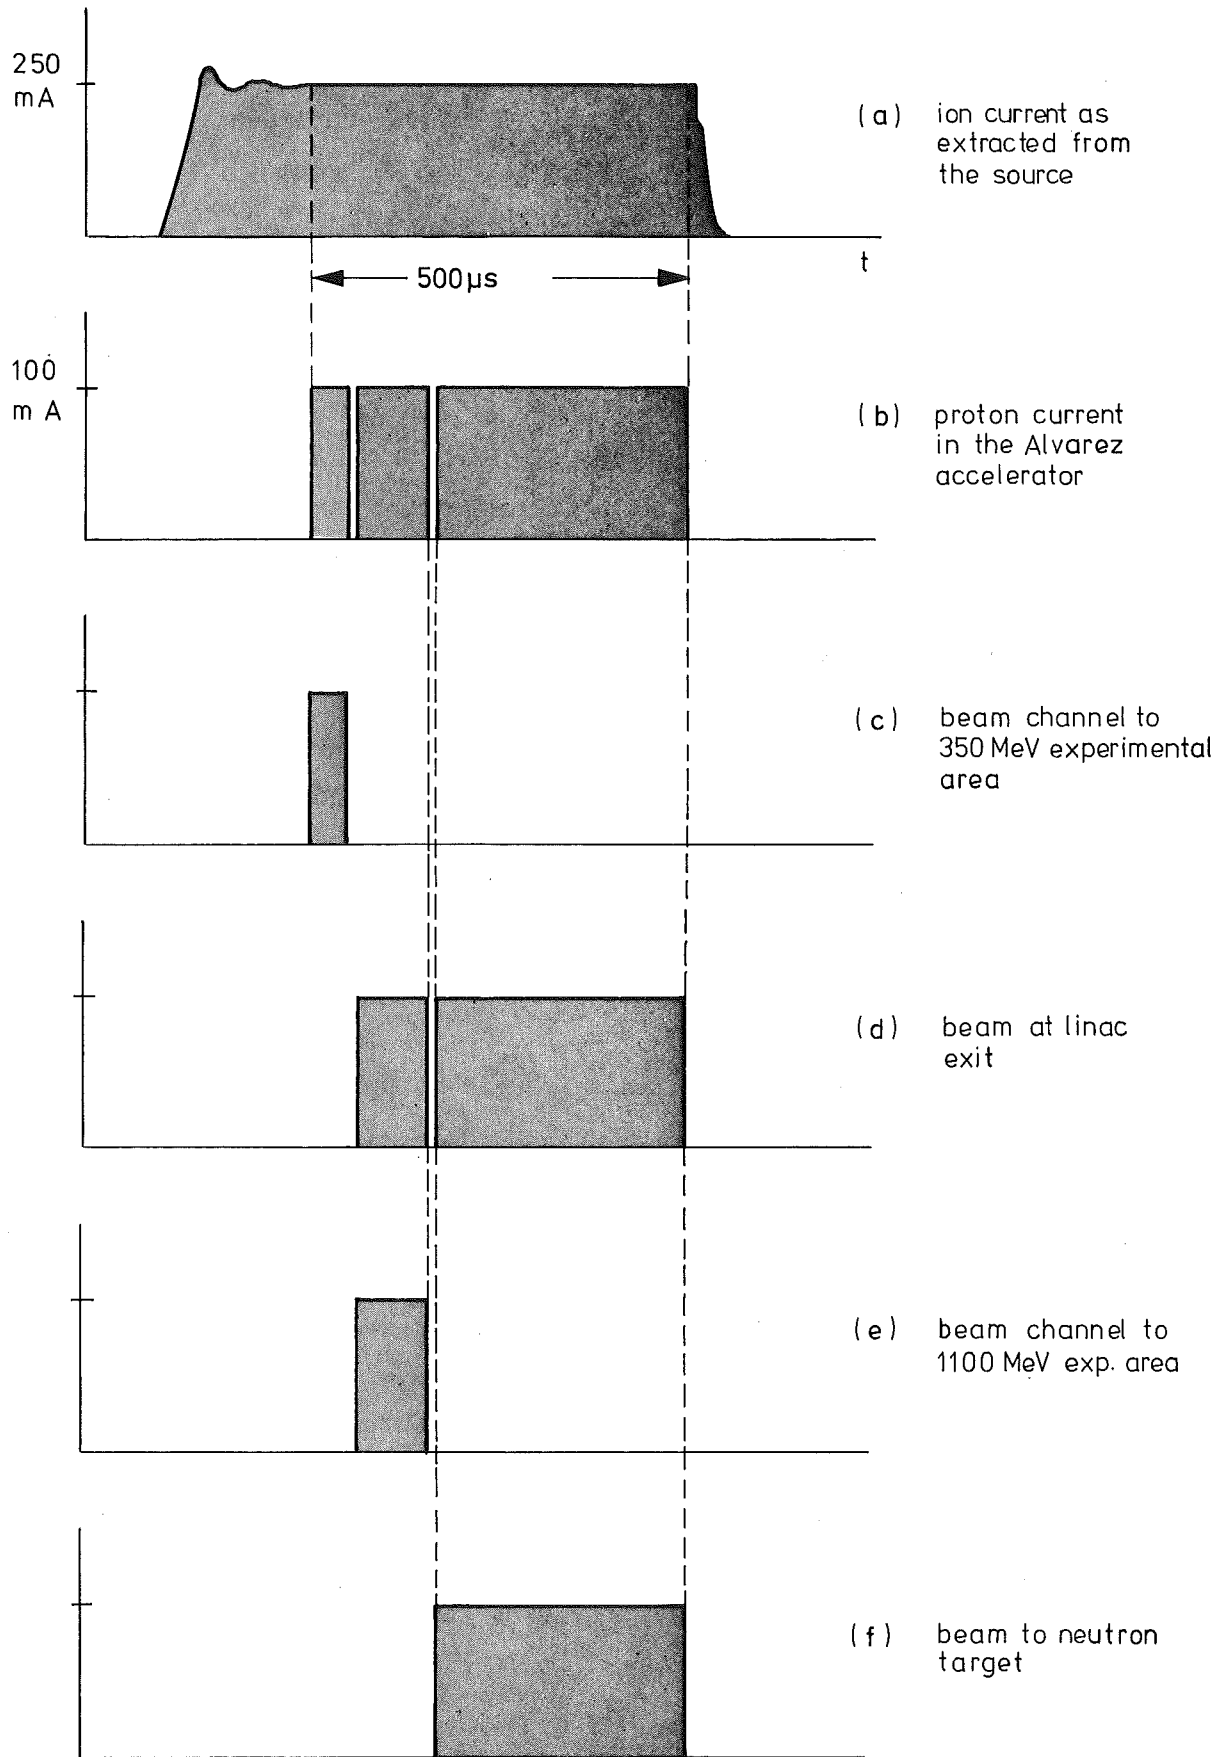 250
mA
(a) ion current as
extracted from
the source
t
500µs
100
m A
(b) proton current
in the Alvarez
accelerator
(c) beam channel to
350 MeV experimental
area
(d) beam at linac
exit
(e) beam channel to
1100 MeV exp. area
(f) beam to neutron
target